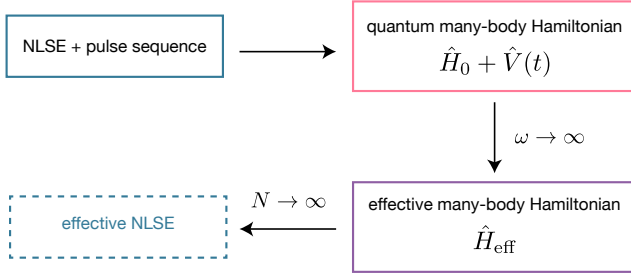 NLSE + pulse sequence
quantum many-body Hamiltonian
Ĥ₀ + V̂(t)
ω → ∞
effective many-body Hamiltonian
Ĥ_eff
N → ∞
effective NLSE